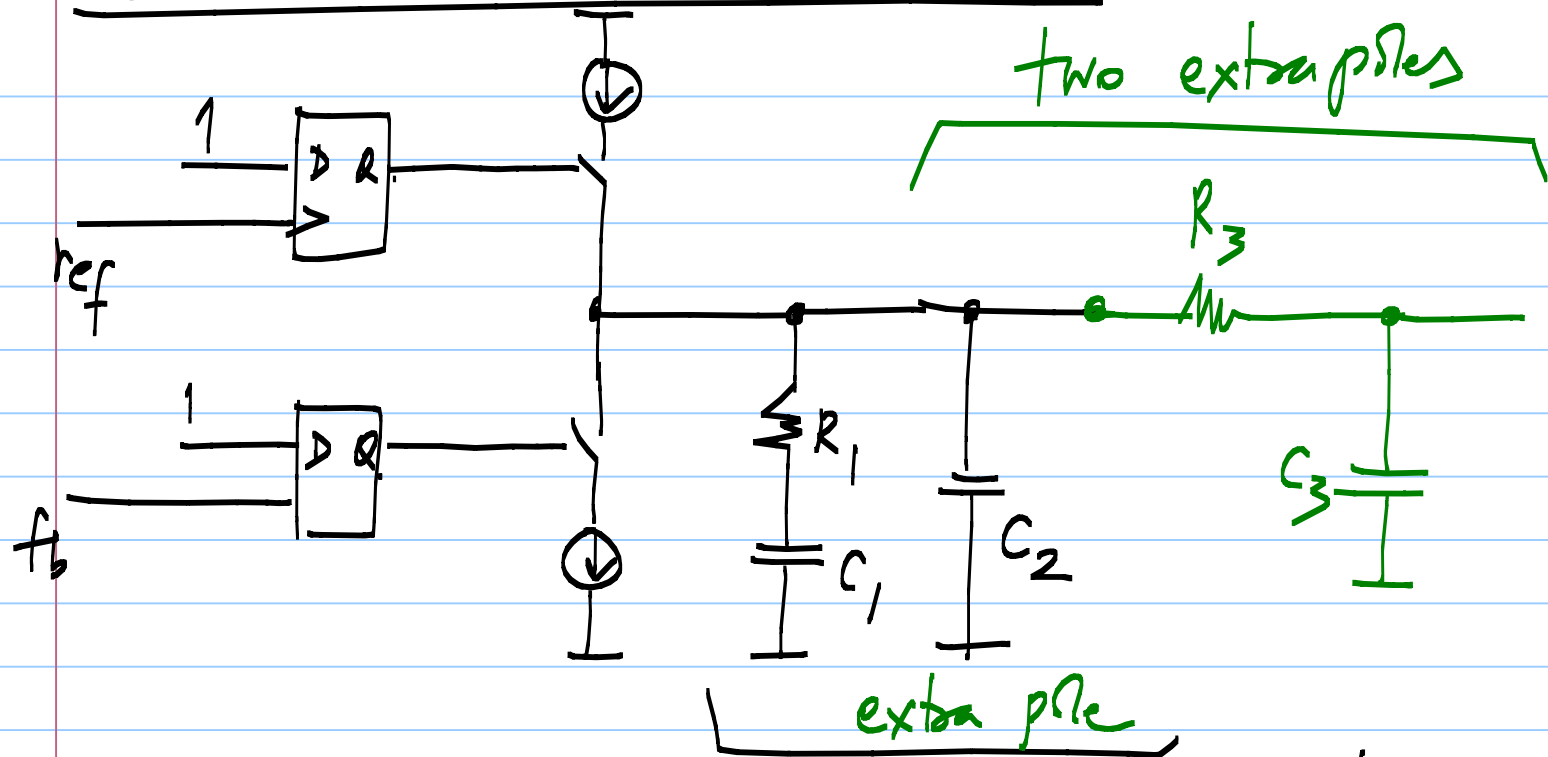 two extra poles
1
D Q
ref
R3
1
D Q
fb
R1
C1
C2
C3
extra pole